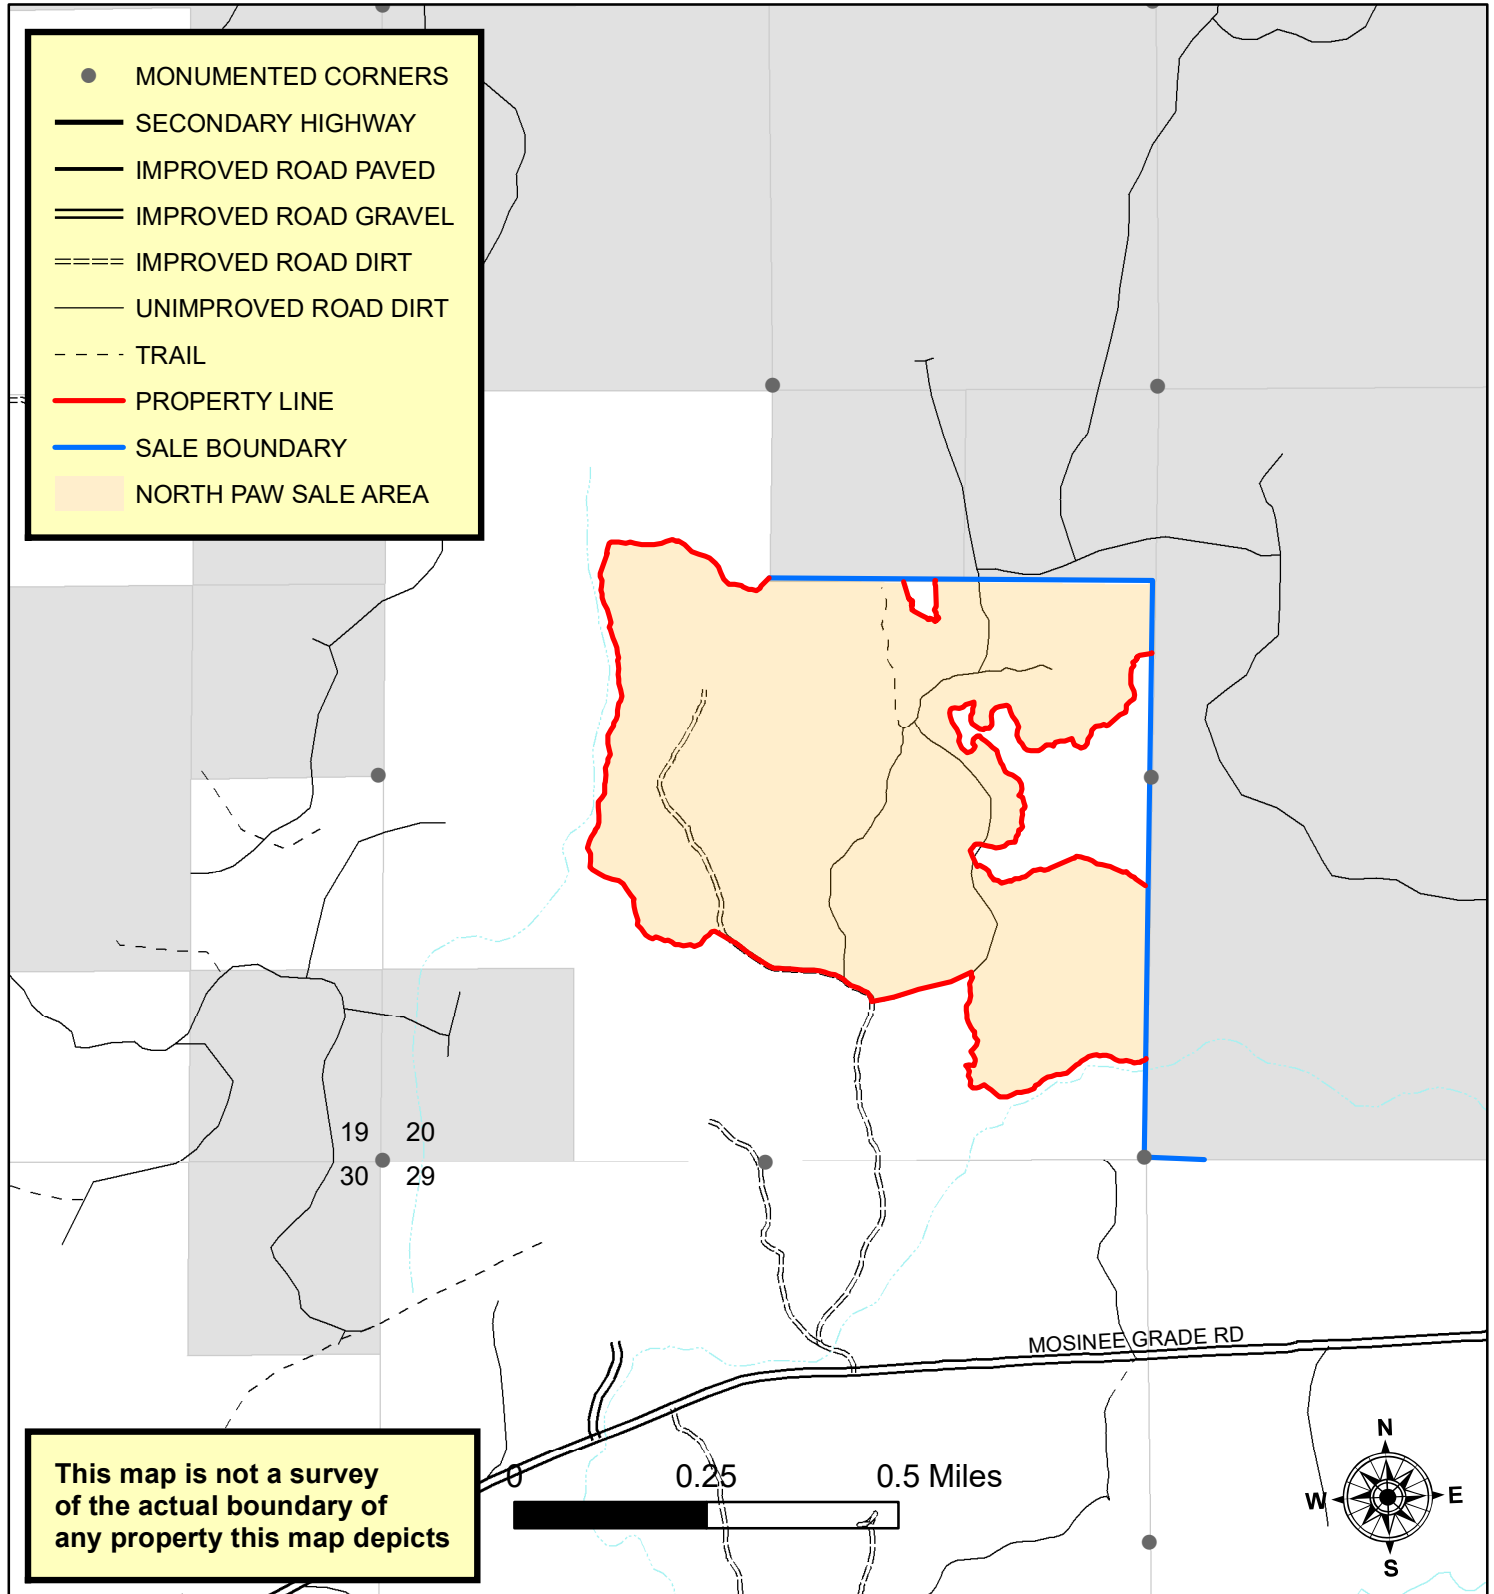 MONUMENTED CORNERS
SECONDARY HIGHWAY
IMPROVED ROAD PAVED
IMPROVED ROAD GRAVEL
IMPROVED ROAD DIRT
UNIMPROVED ROAD DIRT
TRAIL
PROPERTY LINE
SALE BOUNDARY
NORTH PAW SALE AREA
19 20
30 29
MOSINEE GRADE RD
This map is not a survey
of the actual boundary of
any property this map depicts
0 0.25 0.5 Miles
N
W E
S